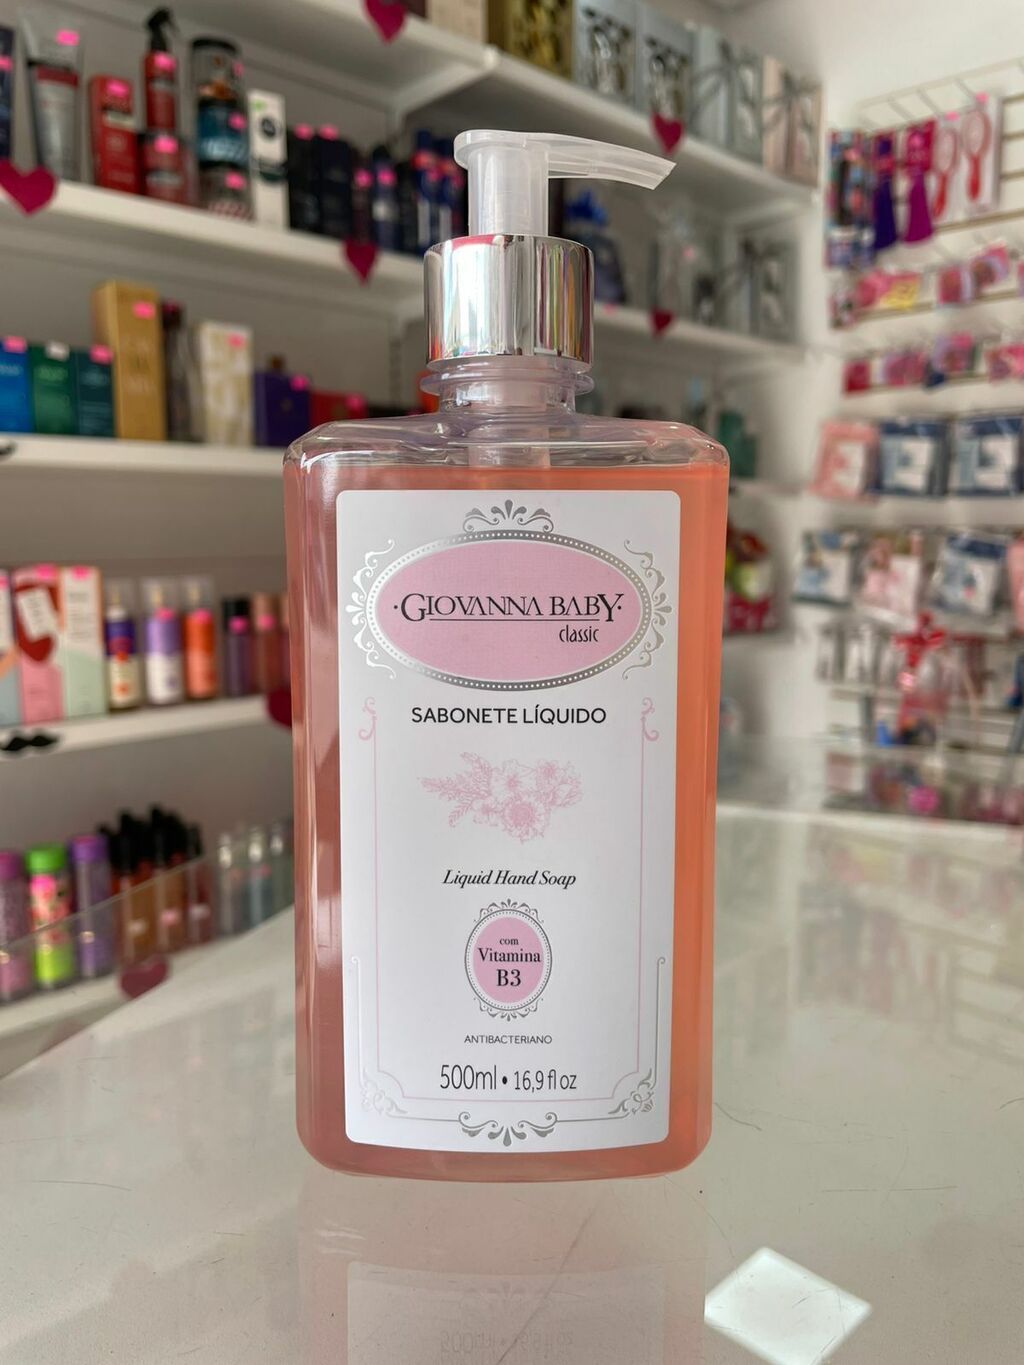 GIOVANNA BABY
classic
SABONETE LÍQUIDO
Liquid Hand Soap
com
Vitamina
B3
ANTIBACTERIANO
500ml • 16,9 fl oz